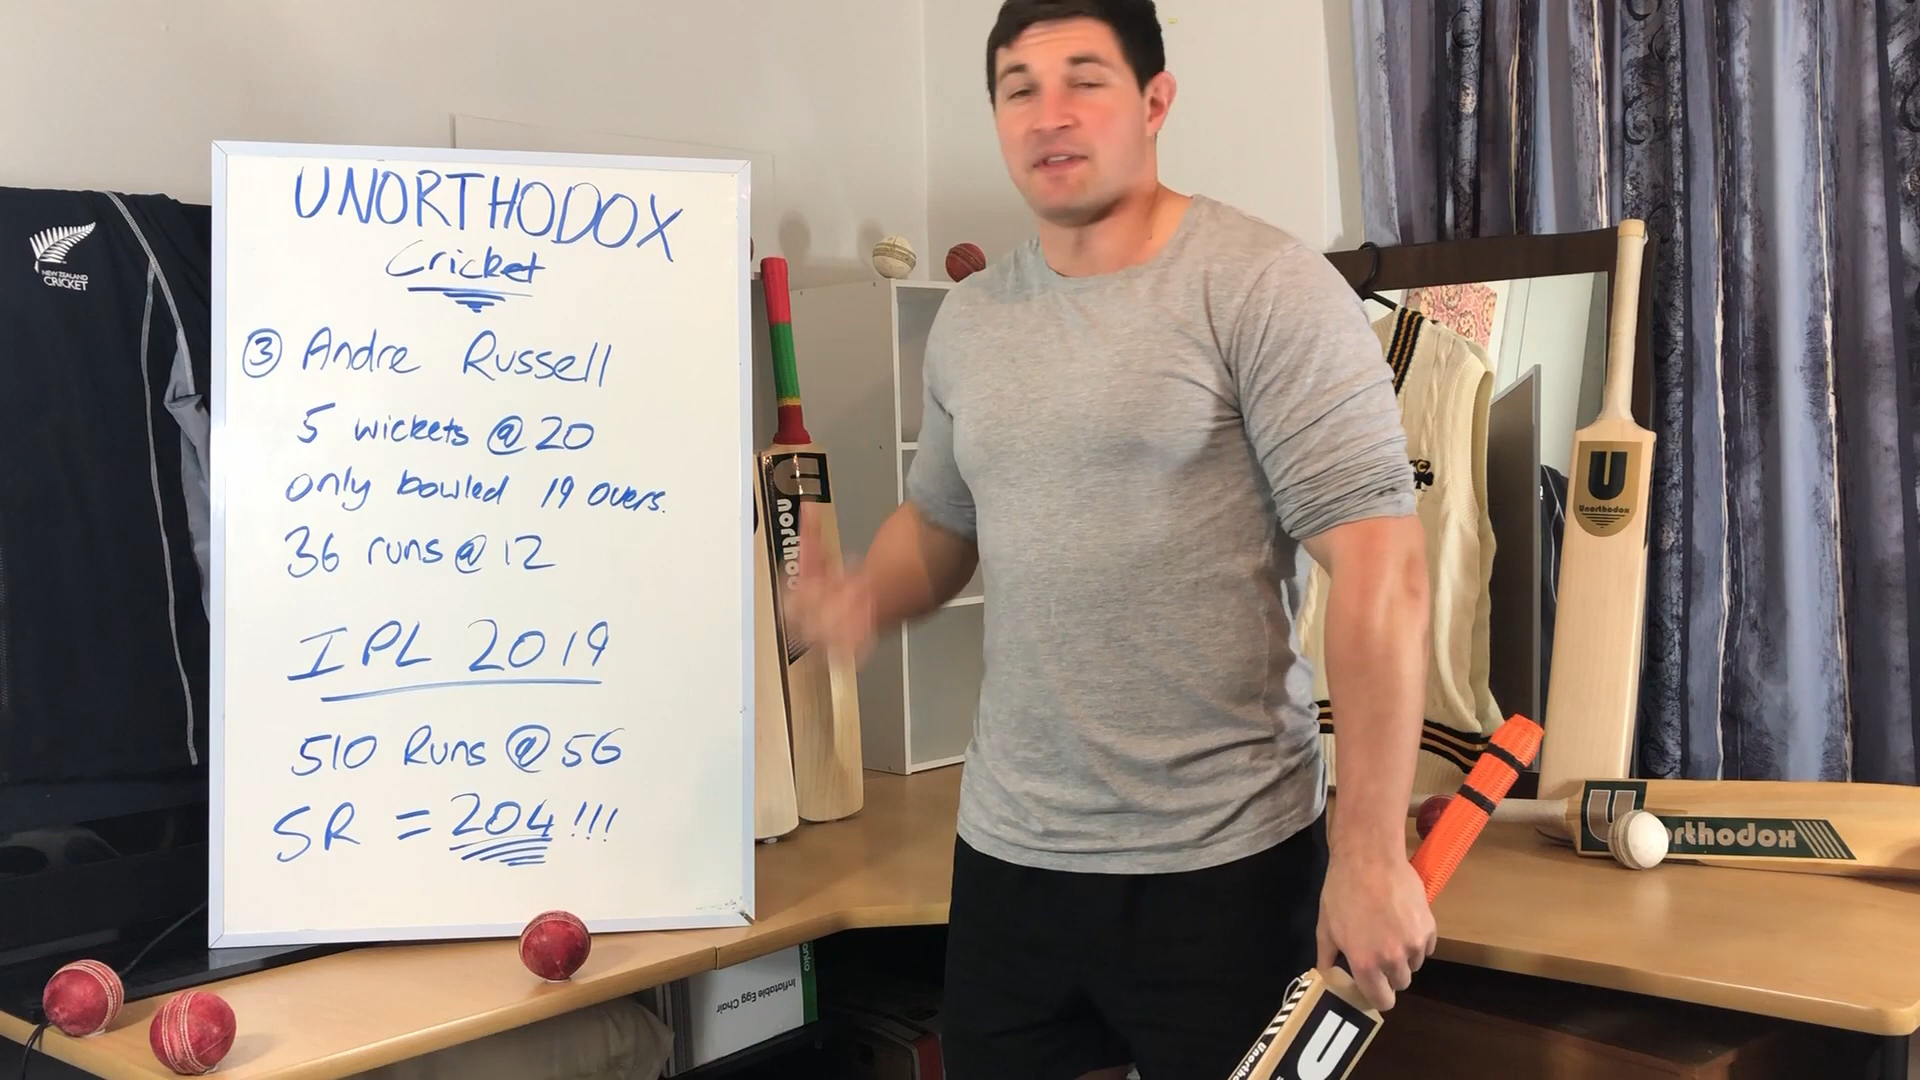 UNORTHODOX
Cricket
③ Andre Russell
5 wickets @ 20
only bowled 19 overs.
36 runs @ 12
IPL 2019
510 Runs @ 56
SR = 204!!!
NEW ZEALAND
CRICKET
U
Unorthodox
U
unorthodox
Inflatable Egg Chair
U